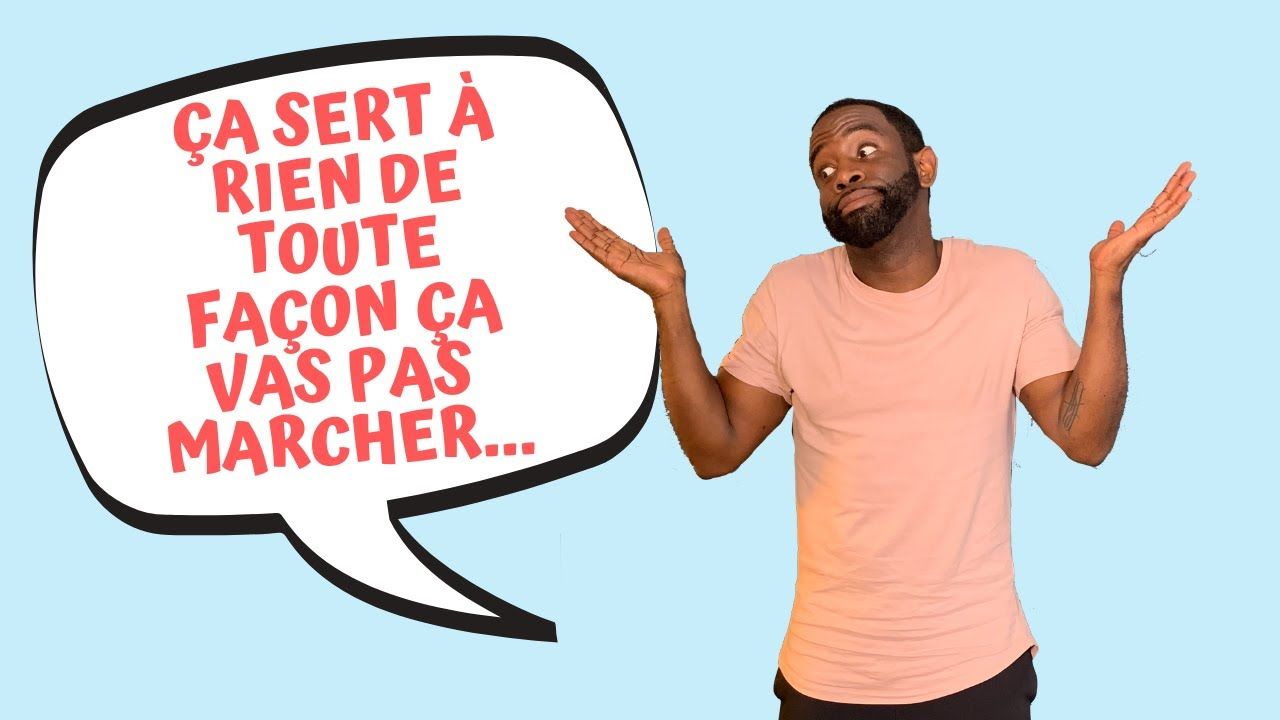 ÇA SERT À
RIEN DE
TOUTE
FAÇON ÇA
VAS PAS
MARCHER...